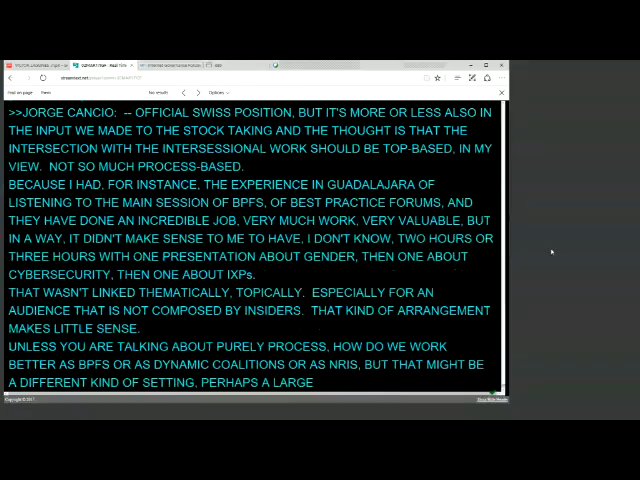 Find on page
No results
Options
>>JORGE CANCIO:  -- OFFICIAL SWISS POSITION, BUT IT'S MORE OR LESS ALSO IN
THE INPUT WE MADE TO THE STOCK TAKING AND THE THOUGHT IS THAT THE
INTERSECTION WITH THE INTERSESSIONAL WORK SHOULD BE TOP-BASED, IN MY
VIEW.  NOT SO MUCH PROCESS-BASED.
BECAUSE I HAD, FOR INSTANCE, THE EXPERIENCE IN GUADALAJARA OF
LISTENING TO THE MAIN SESSION OF BPFS, OF BEST PRACTICE FORUMS, AND
THEY HAVE DONE AN INCREDIBLE JOB, VERY MUCH WORK, VERY VALUABLE, BUT
IN A WAY, IT DIDN'T MAKE SENSE TO ME TO HAVE, I DON'T KNOW, TWO HOURS OR
THREE HOURS WITH ONE PRESENTATION ABOUT GENDER, THEN ONE ABOUT
CYBERSECURITY, THEN ONE ABOUT IXPs.
THAT WASN'T LINKED THEMATICALLY, TOPICALLY.  ESPECIALLY FOR AN
AUDIENCE THAT IS NOT COMPOSED BY INSIDERS.  THAT KIND OF ARRANGEMENT
MAKES LITTLE SENSE.
UNLESS YOU ARE TALKING ABOUT PURELY PROCESS, HOW DO WE WORK
BETTER AS BPFS OR AS DYNAMIC COALITIONS OR AS NRIS, BUT THAT MIGHT BE
A DIFFERENT KIND OF SETTING, PERHAPS A LARGE